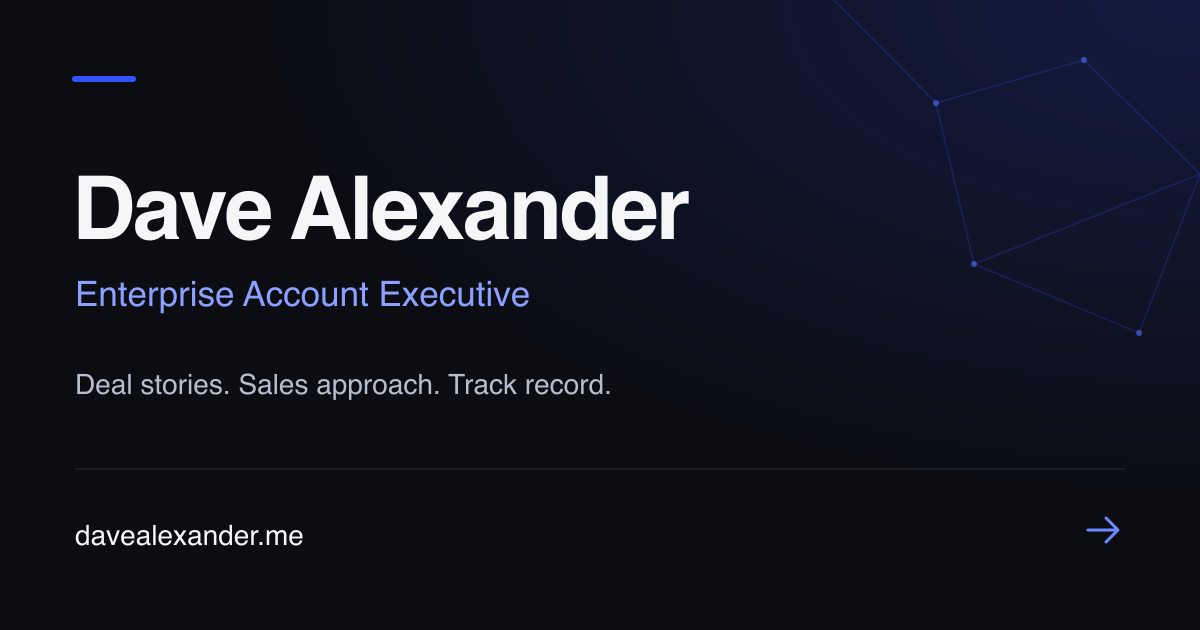 Dave Alexander
Enterprise Account Executive
Deal stories. Sales approach. Track record.
davealexander.me